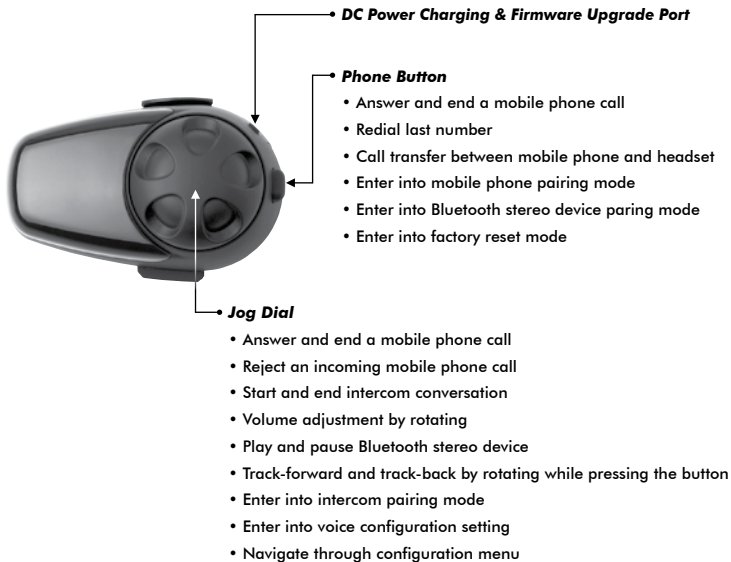 DC Power Charging & Firmware Upgrade Port
Phone Button
• Answer and end a mobile phone call
• Redial last number
• Call transfer between mobile phone and headset
• Enter into mobile phone pairing mode
• Enter into Bluetooth stereo device paring mode
• Enter into factory reset mode
Jog Dial
• Answer and end a mobile phone call
• Reject an incoming mobile phone call
• Start and end intercom conversation
• Volume adjustment by rotating
• Play and pause Bluetooth stereo device
• Track-forward and track-back by rotating while pressing the button
• Enter into intercom pairing mode
• Enter into voice configuration setting
• Navigate through configuration menu